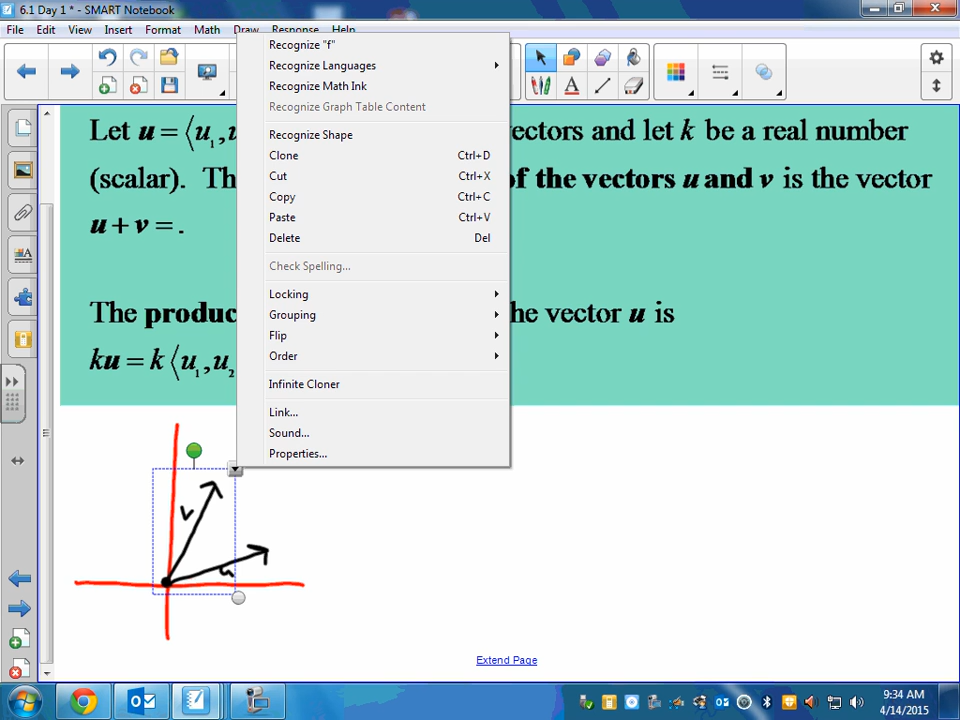 6.1 Day 1 * - SMART Notebook
File Edit View Insert Format Math Draw Response Help
Recognize "f"
Recognize Languages
Recognize Math Ink
Recognize Graph Table Content
Recognize Shape
Clone Ctrl+D
Cut Ctrl+X
Copy Ctrl+C
Paste Ctrl+V
Delete Del
Check Spelling...
Locking
Grouping
Flip
Order
Infinite Cloner
Link...
Sound...
Properties...
Let u = ⟨u₁, u vectors and let k be a real number
(scalar). Th of the vectors u and v is the vector
u + v = .
The produc he vector u is
ku = k ⟨u₁, u₂
v
u
Extend Page
9:34 AM
4/14/2015